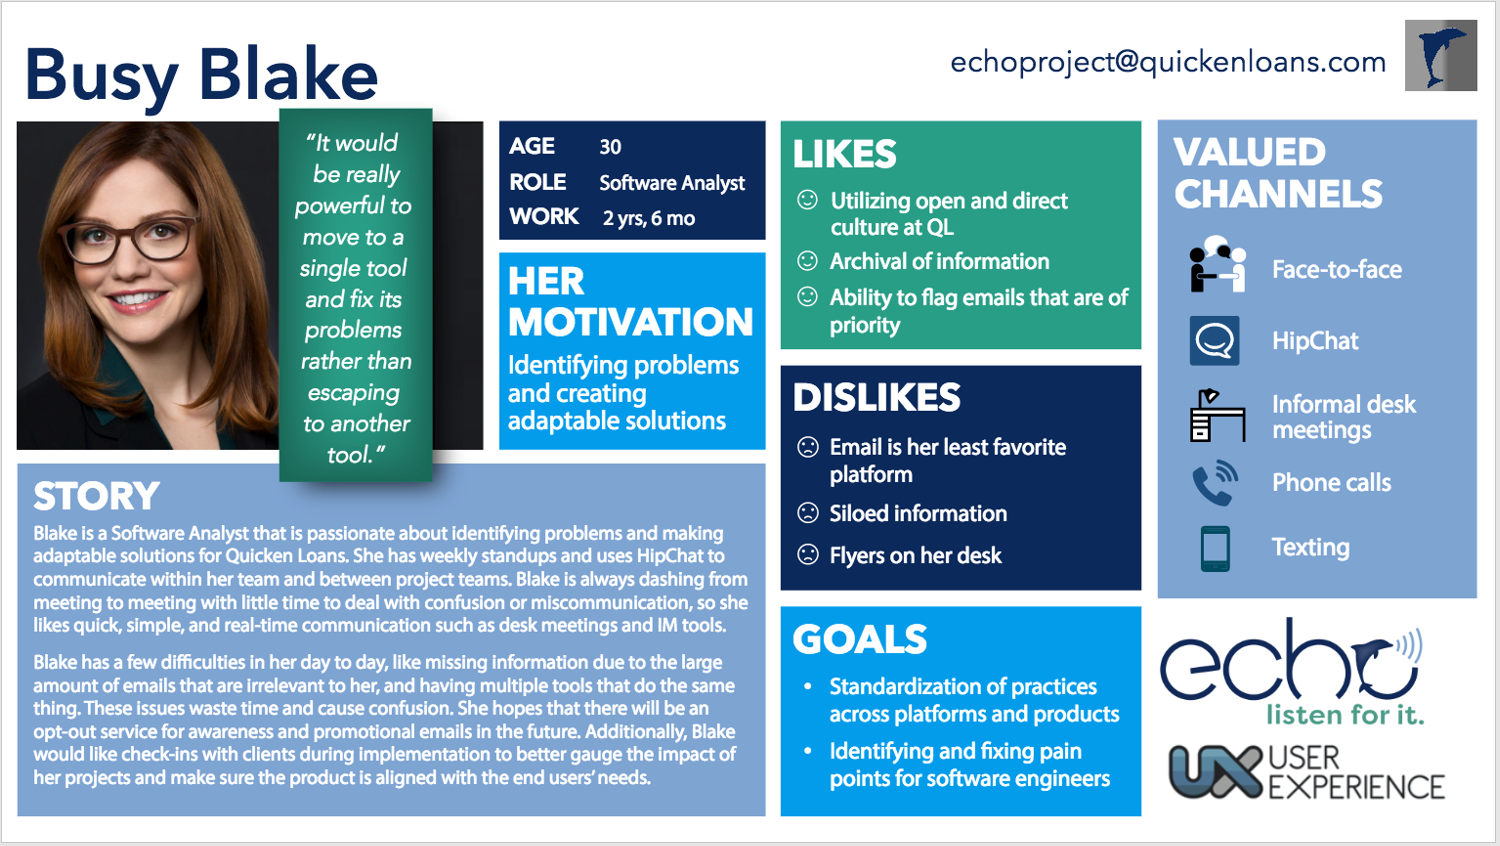 Busy Blake
echoproject@quickenloans.com
“It would
be really
powerful to
move to a
single tool
and fix its
problems
rather than
escaping
to another
tool.”
AGE 30
ROLE Software Analyst
WORK 2 yrs, 6 mo
HER
MOTIVATION
Identifying problems
and creating
adaptable solutions
STORY
Blake is a Software Analyst that is passionate about identifying problems and making
adaptable solutions for Quicken Loans. She has weekly standups and uses HipChat to
communicate within her team and between project teams. Blake is always dashing from
meeting to meeting with little time to deal with confusion or miscommunication, so she
likes quick, simple, and real-time communication such as desk meetings and IM tools.
Blake has a few difficulties in her day to day, like missing information due to the large
amount of emails that are irrelevant to her, and having multiple tools that do the same
thing. These issues waste time and cause confusion. She hopes that there will be an
opt-out service for awareness and promotional emails in the future. Additionally, Blake
would like check-ins with clients during implementation to better gauge the impact of
her projects and make sure the product is aligned with the end users’ needs.
LIKES
Utilizing open and direct
culture at QL
Archival of information
Ability to flag emails that are of
priority
DISLIKES
Email is her least favorite
platform
Siloed information
Flyers on her desk
GOALS
• Standardization of practices
across platforms and products
• Identifying and fixing pain
points for software engineers
VALUED
CHANNELS
Face-to-face
HipChat
Informal desk
meetings
Phone calls
Texting
echo
listen for it.
UX USER
EXPERIENCE